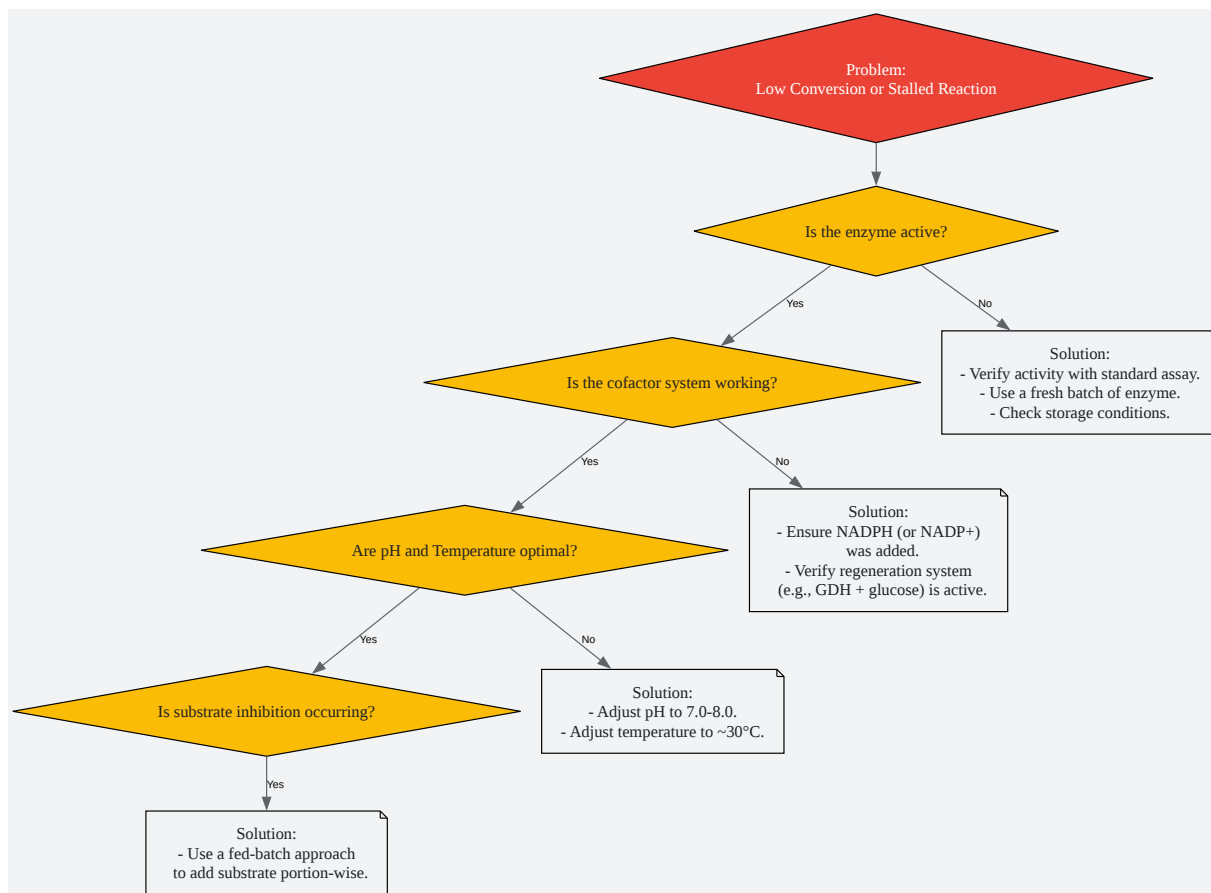 Problem:
Low Conversion or Stalled Reaction
Is the enzyme active?
Yes
No
Solution:
- Verify activity with standard assay.
- Use a fresh batch of enzyme.
- Check storage conditions.
Is the cofactor system working?
Yes
No
Solution:
- Ensure NADPH (or NADP+)
was added.
- Verify regeneration system
(e.g., GDH + glucose) is active.
Are pH and Temperature optimal?
Yes
No
Solution:
- Adjust pH to 7.0-8.0.
- Adjust temperature to ~30°C.
Is substrate inhibition occurring?
Yes
Solution:
- Use a fed-batch approach
to add substrate portion-wise.